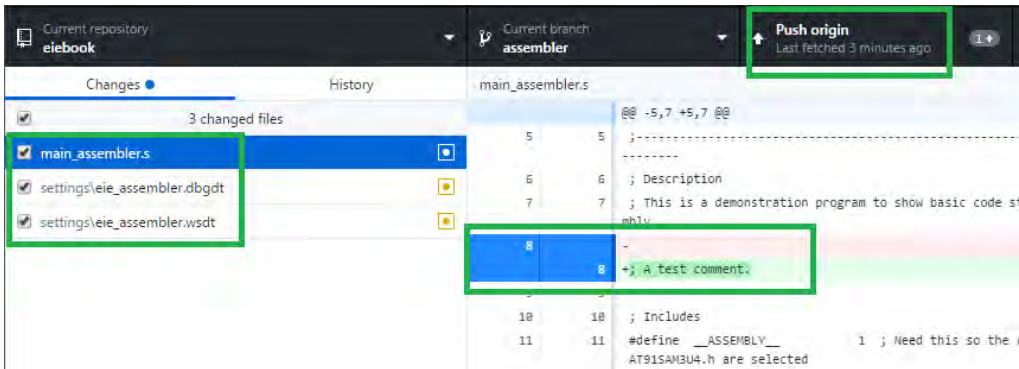 Current repository
eiebook
Current branch
assembler
Push origin
Last fetched 3 minutes ago
1+
Changes
History
3 changed files
main_assembler.s
settings\eie_assembler.dbgdt
settings\eie_assembler.wsdt
main_assembler.s
@@ -5,7 +5,7 @@
5 5 ;-----------------------------------------------------
--------
6 6 ; Description
7 7 ; This is a demonstration program to show basic code st
mbly
8 -
8 +; A test comment.
10 10 ; Includes
11 11 #define __ASSEMBLY__ 1 ; Need this so the
AT91SAM3U4.h are selected